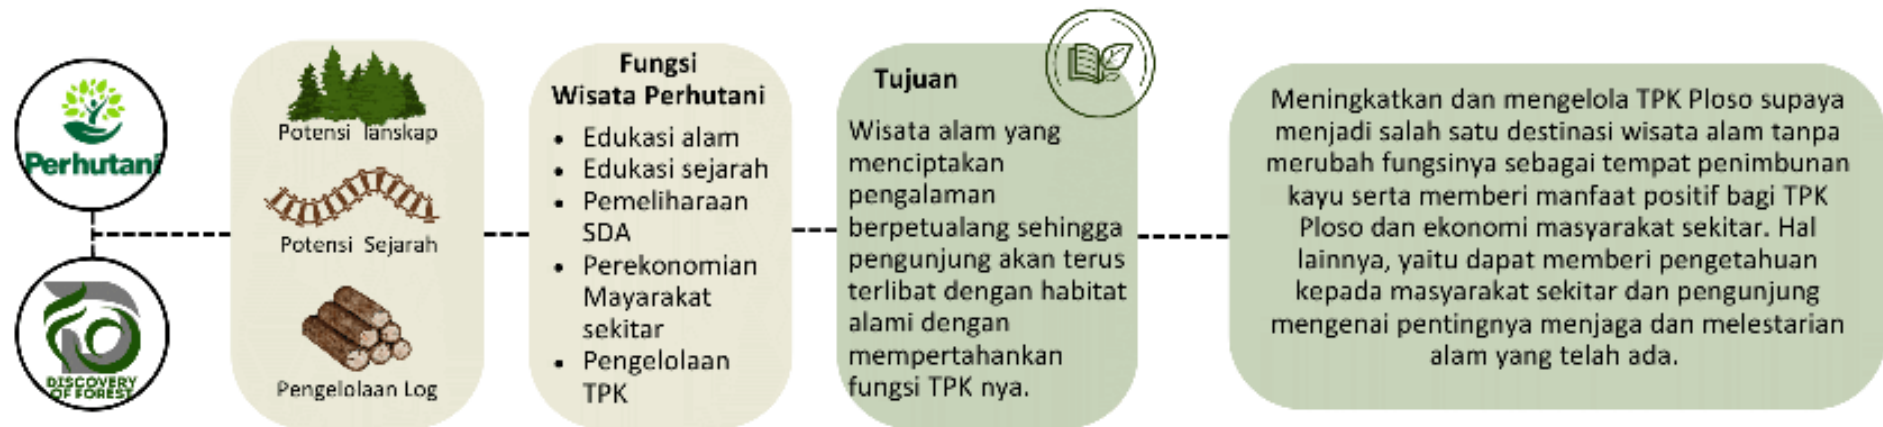 Perhutani
DISCOVERY
OF FOREST
Potensi lanskap
Potensi Sejarah
Pengelolaan Log
Fungsi
Wisata Perhutani
• Edukasi alam
• Edukasi sejarah
• Pemeliharaan
SDA
• Perekonomian
Mayarakat
sekitar
• Pengelolaan
TPK
Tujuan
Wisata alam yang
menciptakan
pengalaman
berpetualang sehingga
pengunjung akan terus
terlibat dengan habitat
alami dengan
mempertahankan
fungsi TPK nya.
Meningkatkan dan mengelola TPK Ploso supaya
menjadi salah satu destinasi wisata alam tanpa
merubah fungsinya sebagai tempat penimbunan
kayu serta memberi manfaat positif bagi TPK
Ploso dan ekonomi masyarakat sekitar. Hal
lainnya, yaitu dapat memberi pengetahuan
kepada masyarakat sekitar dan pengunjung
mengenai pentingnya menjaga dan melestarian
alam yang telah ada.